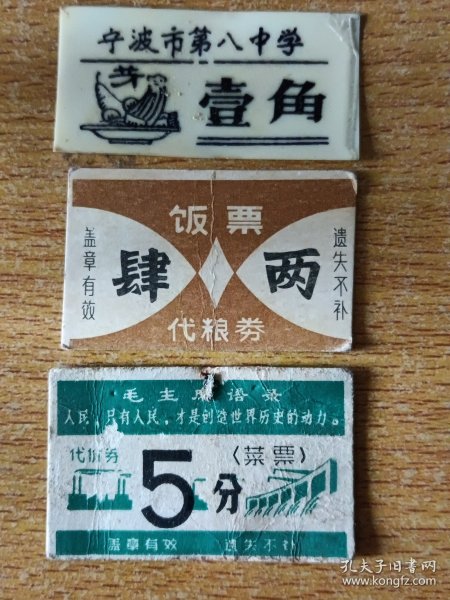 宁波市第八中学
壹角
饭票
盖章有效
肆两
遗失不补
代粮券
毛主席语录
人民，只有人民，才是创造世界历史的动力。
代价券
（菜票）
5分
盖章有效 遗失不补
孔夫子旧书网
www.kongfz.com